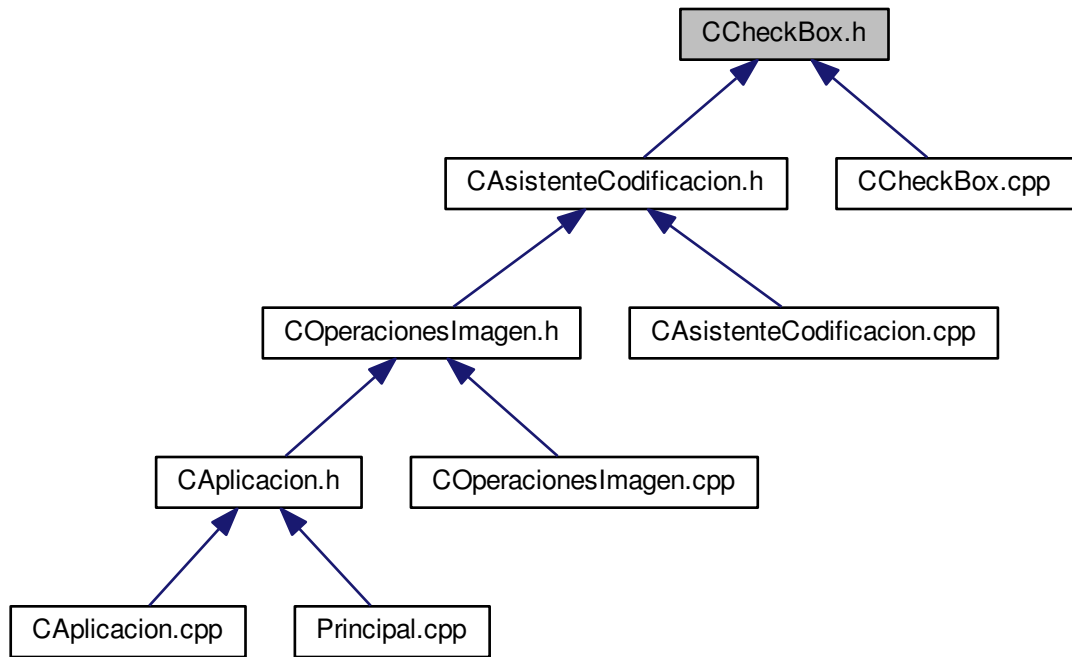 CCheckBox.h
CAsistenteCodificacion.h
CCheckBox.cpp
COperacionesImagen.h
CAsistenteCodificacion.cpp
CAplicacion.h
COperacionesImagen.cpp
CAplicacion.cpp
Principal.cpp